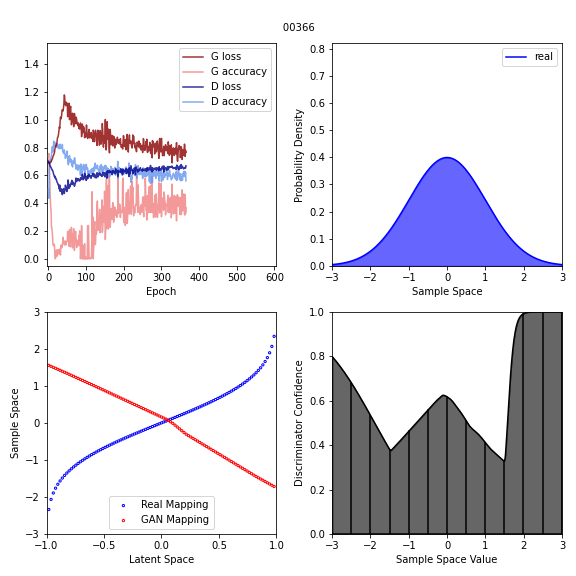 00366
G loss
G accuracy
D loss
D accuracy
1.4
1.2
1.0
0.8
0.6
0.4
0.2
0.0
0 100 200 300 400 500 600
Epoch
real
Probability Density
0.8
0.7
0.6
0.5
0.4
0.3
0.2
0.1
0.0
−3 −2 −1 0 1 2 3
Sample Space
Sample Space
3
2
1
0
−1
−2
−3
Real Mapping
GAN Mapping
−1.0 −0.5 0.0 0.5 1.0
Latent Space
Discriminator Confidence
1.0
0.8
0.6
0.4
0.2
0.0
−3 −2 −1 0 1 2 3
Sample Space Value